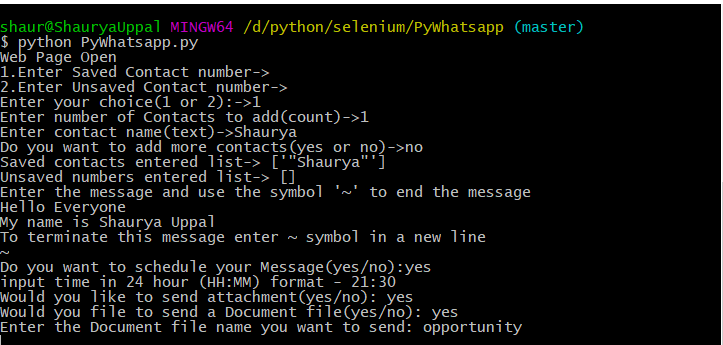 shaur@ShauryaUppal MINGW64 /d/python/selenium/PyWhatsapp (master)
$ python PyWhatsapp.py
Web Page Open
1.Enter Saved Contact number->
2.Enter Unsaved Contact number->
Enter your choice(1 or 2):->1
Enter number of Contacts to add(count)->1
Enter contact name(text)->Shaurya
Do you want to add more contacts(yes or no)->no
Saved contacts entered list-> ['"Shaurya"']
Unsaved numbers entered list-> []
Enter the message and use the symbol '~' to end the message
Hello Everyone
My name is Shaurya Uppal
To terminate this message enter ~ symbol in a new line
~
Do you want to schedule your Message(yes/no):yes
input time in 24 hour (HH:MM) format - 21:30
Would you like to send attachment(yes/no): yes
Would you file to send a Document file(yes/no): yes
Enter the Document file name you want to send: opportunity